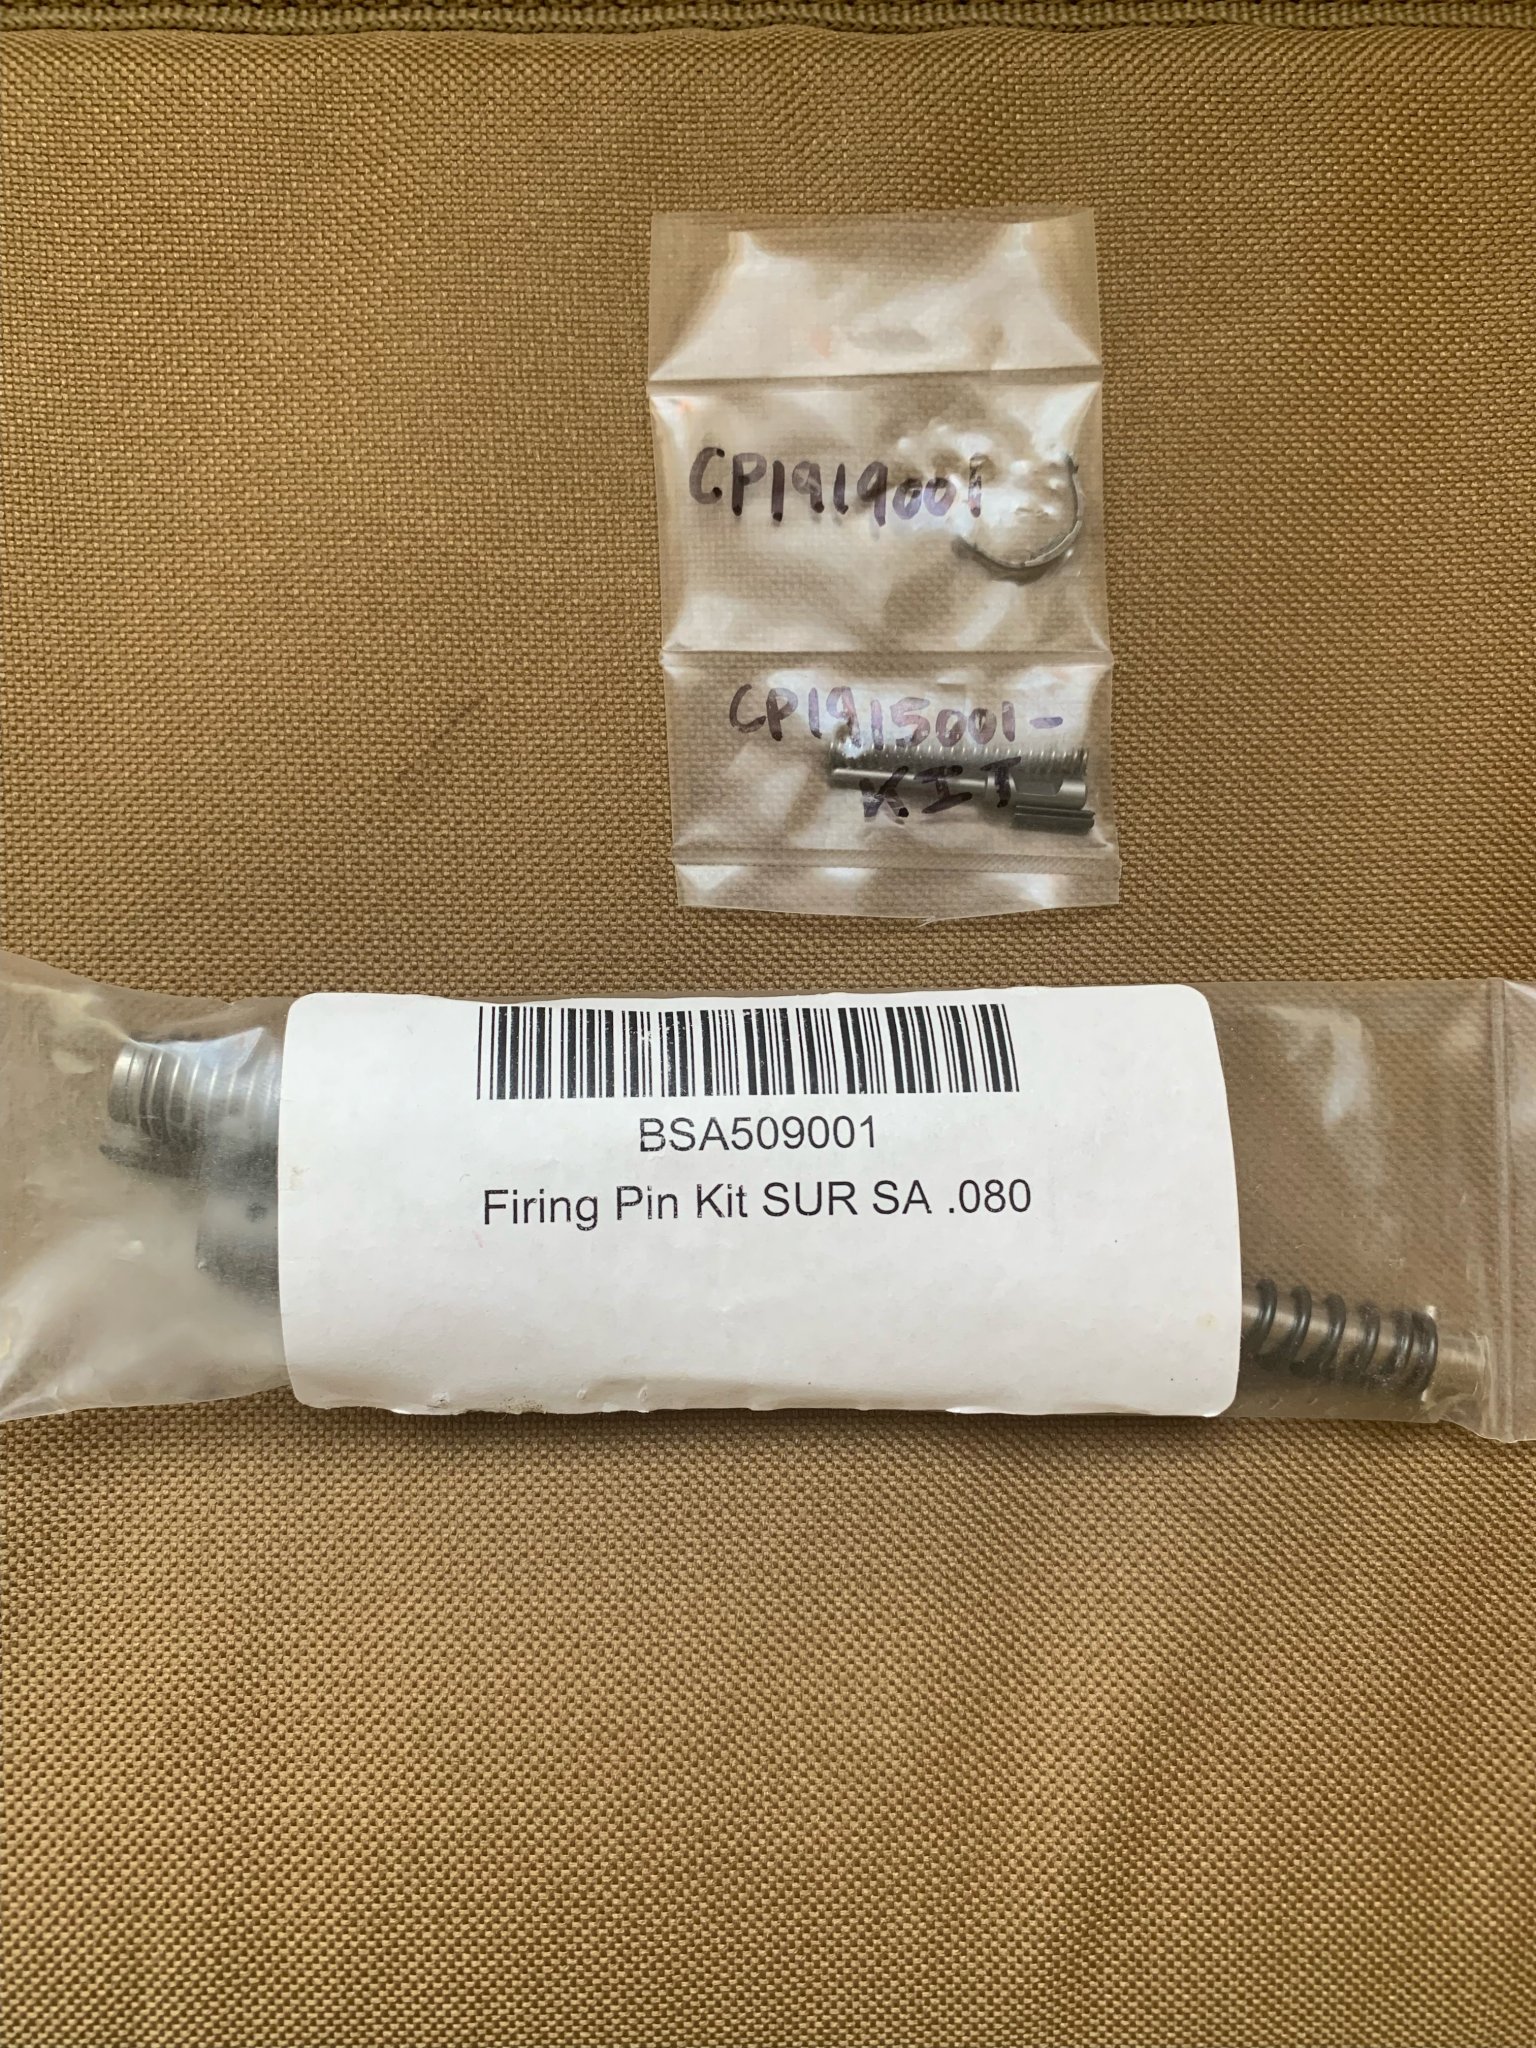 CP1919001
CP1915001-
KIT
BSA509001
Firing Pin Kit SUR SA .080